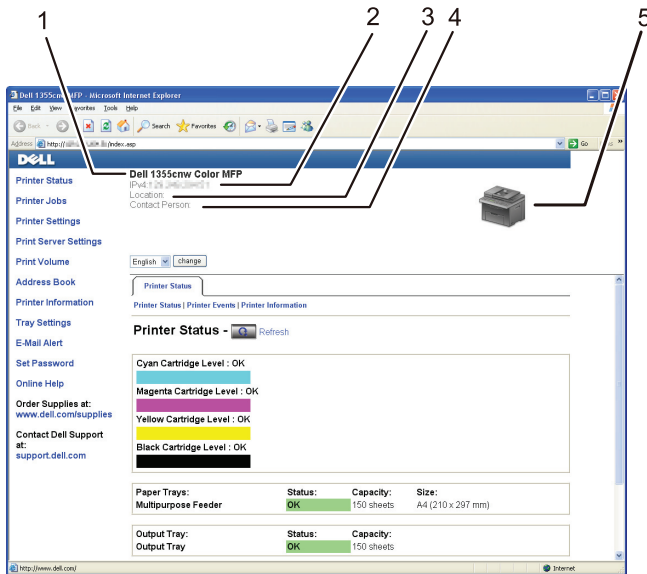 1 2 3 4 5
Dell 1355cnw MFP - Microsoft Internet Explorer
File Edit View Favorites Tools Help
Back Search Favorites
Address http:// /index.asp Go
DELL
Printer Status
Printer Jobs
Printer Settings
Print Server Settings
Print Volume
Address Book
Printer Information
Tray Settings
E-Mail Alert
Set Password
Online Help
Order Supplies at:
www.dell.com/supplies
Contact Dell Support
at:
support.dell.com
Dell 1355cnw Color MFP
IPv4:
Location:
Contact Person:
English change
Printer Status
Printer Status | Printer Events | Printer Information
Printer Status - Refresh
Cyan Cartridge Level : OK
Magenta Cartridge Level : OK
Yellow Cartridge Level : OK
Black Cartridge Level : OK
Paper Trays: Status: Capacity: Size:
Multipurpose Feeder OK 150 sheets A4 (210 x 297 mm)
Output Tray: Status: Capacity:
Output Tray OK 150 sheets
http://www.dell.com/ Internet